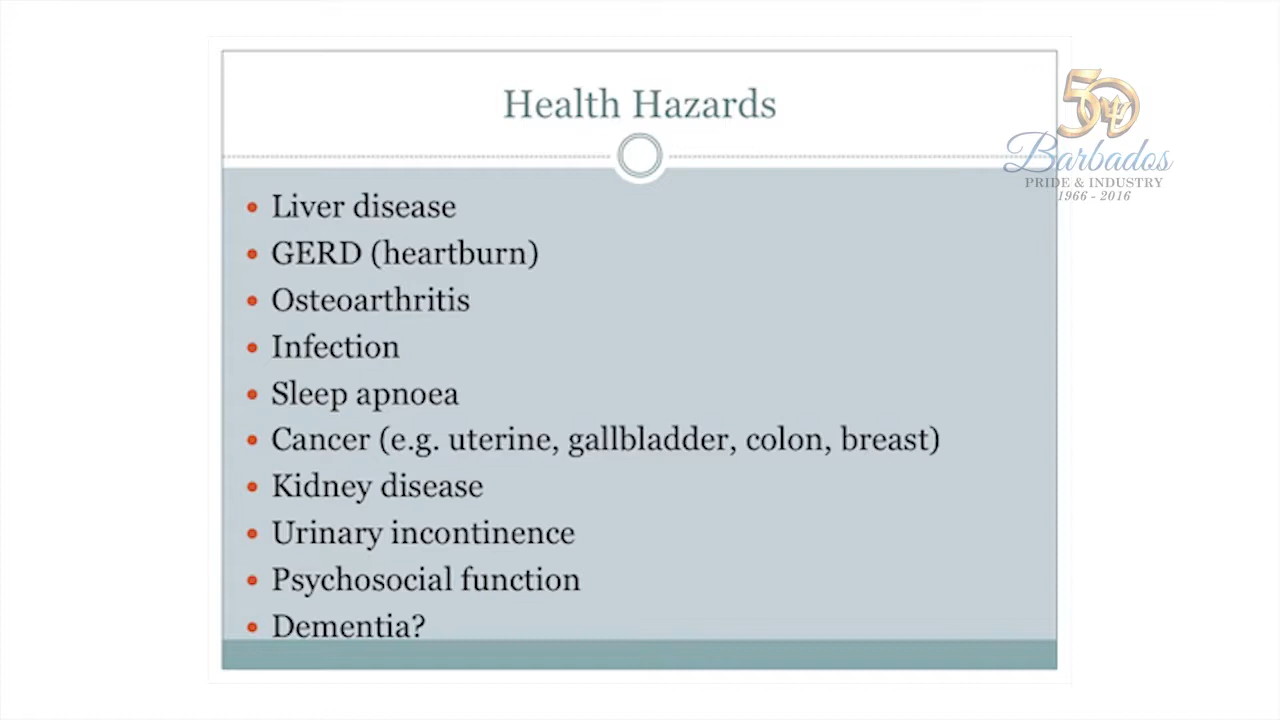 Health Hazards
50
Barbados
PRIDE & INDUSTRY
1966 - 2016
• Liver disease
• GERD (heartburn)
• Osteoarthritis
• Infection
• Sleep apnoea
• Cancer (e.g. uterine, gallbladder, colon, breast)
• Kidney disease
• Urinary incontinence
• Psychosocial function
• Dementia?